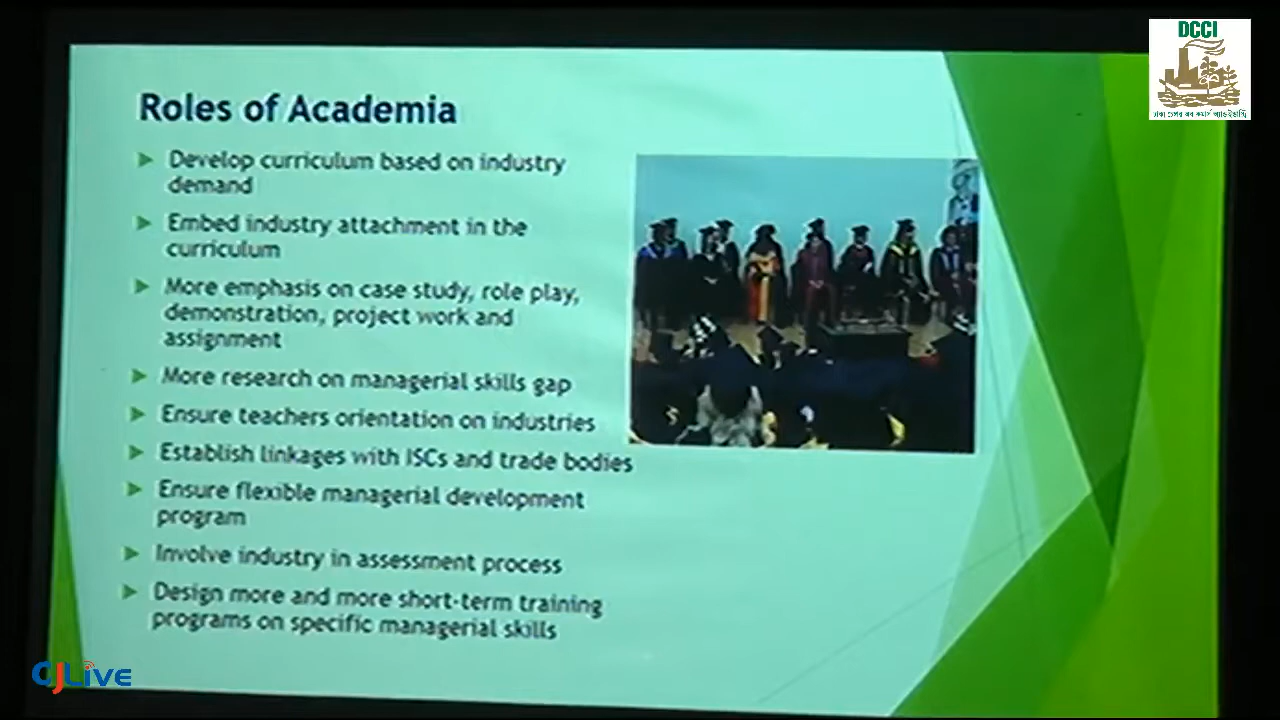 DCCI
Roles of Academia
Develop curriculum based on industry
demand
Embed industry attachment in the
curriculum
More emphasis on case study, role play,
demonstration, project work and
assignment
More research on managerial skills gap
Ensure teachers orientation on industries
Establish linkages with ISCs and trade bodies
Ensure flexible managerial development
program
Involve industry in assessment process
Design more and more short-term training
programs on specific managerial skills
CJLive